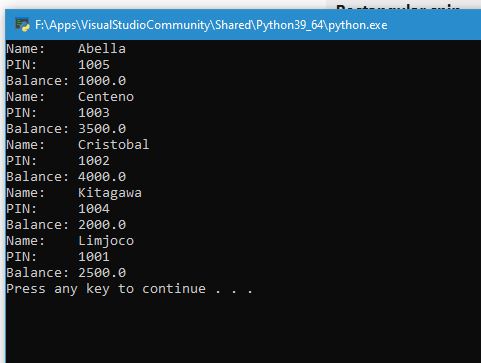 Rectangular spin
F:\Apps\VisualStudioCommunity\Shared\Python39_64\python.exe
Name:    Abella
PIN:     1005
Balance: 1000.0
Name:    Centeno
PIN:     1003
Balance: 3500.0
Name:    Cristobal
PIN:     1002
Balance: 4000.0
Name:    Kitagawa
PIN:     1004
Balance: 2000.0
Name:    Limjoco
PIN:     1001
Balance: 2500.0
Press any key to continue . . .